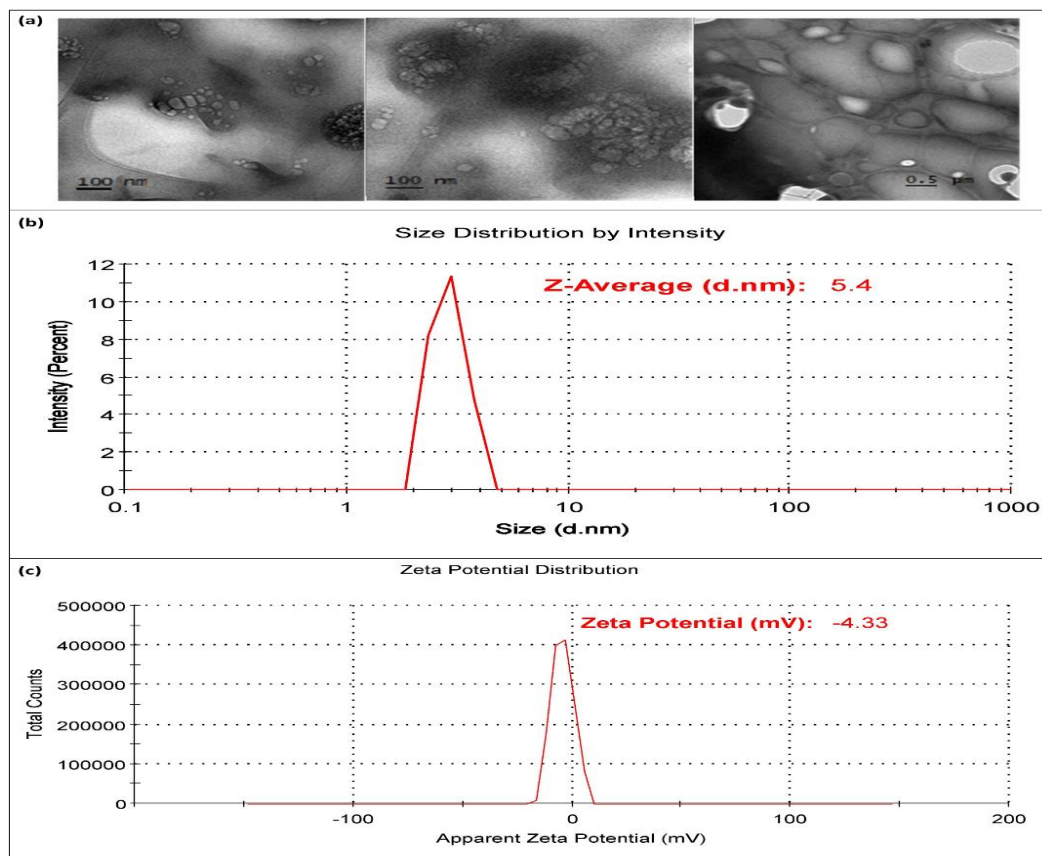 (a)
100 nm
100 nm
0.5 µm
(b)
Size Distribution by Intensity
Z-Average (d.nm): 5.4
Intensity (Percent)
12
10
8
6
4
2
0
0.1 1 10 100 1000
Size (d.nm)
(c)
Zeta Potential Distribution
Zeta Potential (mV): -4.33
Total Counts
500000
400000
300000
200000
100000
0
-100 0 100 200
Apparent Zeta Potential (mV)